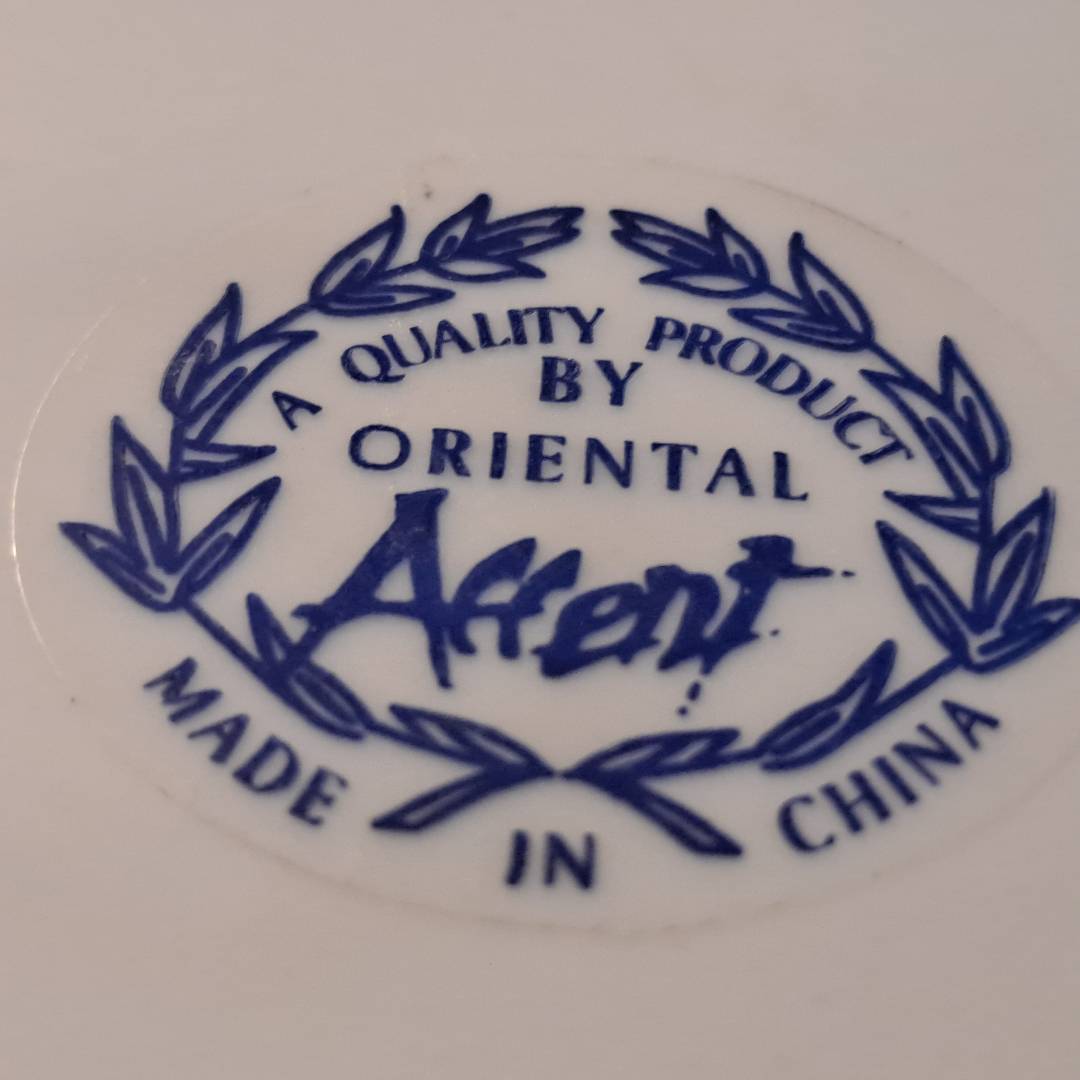 A QUALITY PRODUCT
BY
ORIENTAL
Accent
MADE IN CHINA